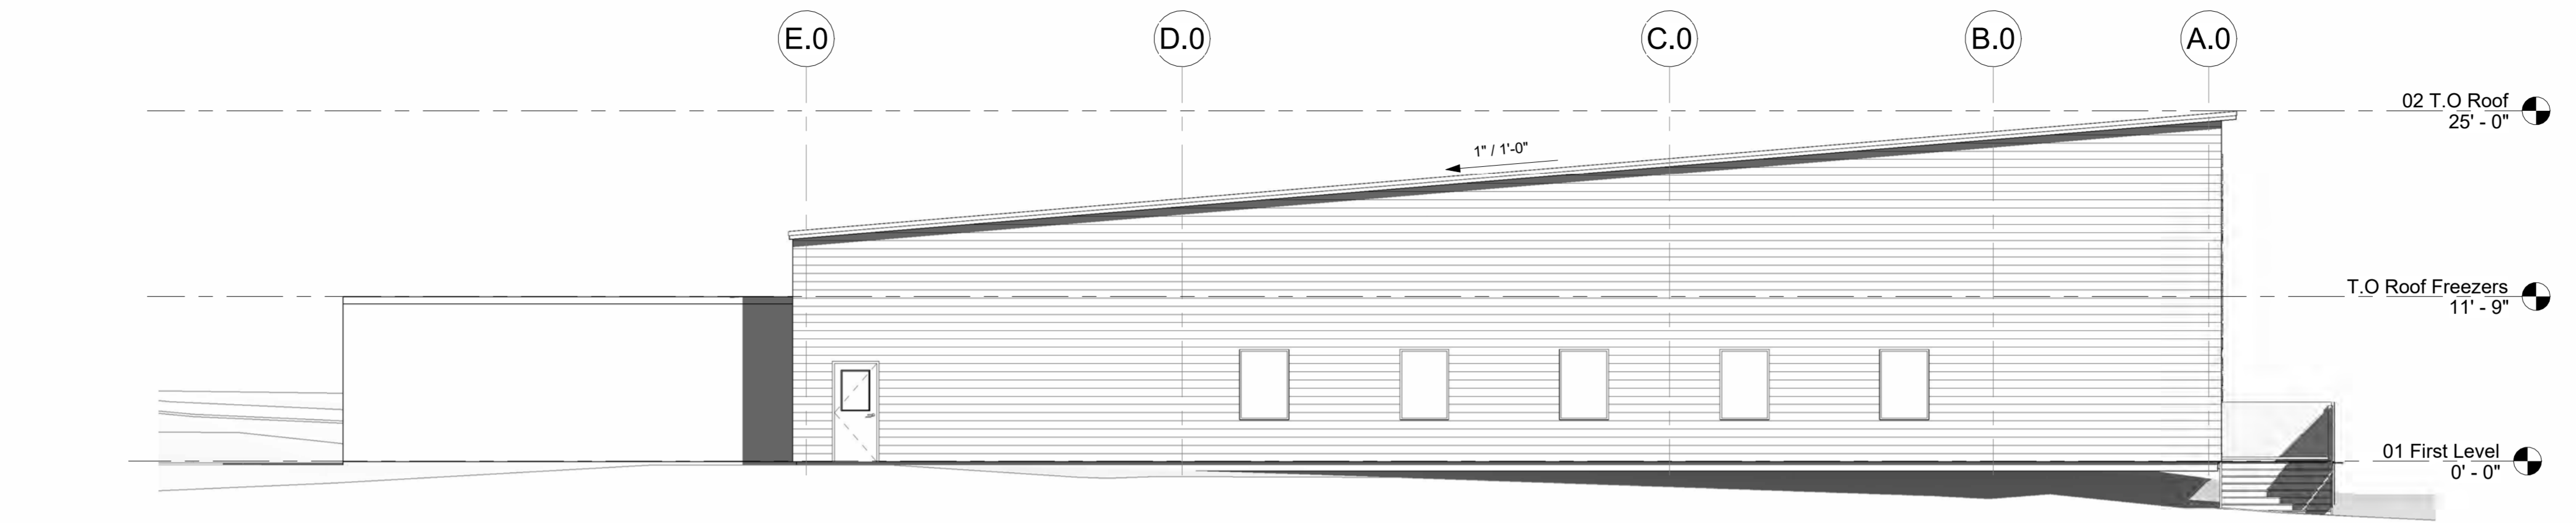 E.0
D.0
C.0
B.0
A.0
02 T.O Roof
25' - 0"
1" / 1'-0"
T.O Roof Freezers
11' - 9"
01 First Level
0' - 0"